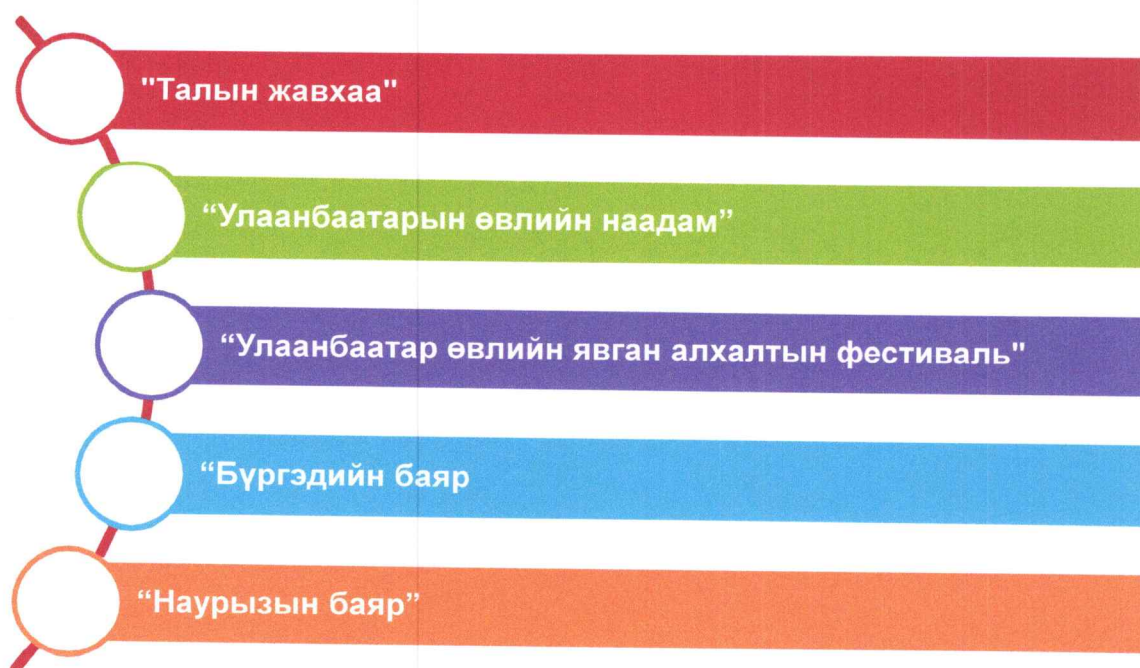 "Талын жавхаа"
“Улаанбаатарын өвлийн наадам”
“Улаанбаатар өвлийн явган алхалтын фестиваль"
“Бүргэдийн баяр
“Наурызын баяр”